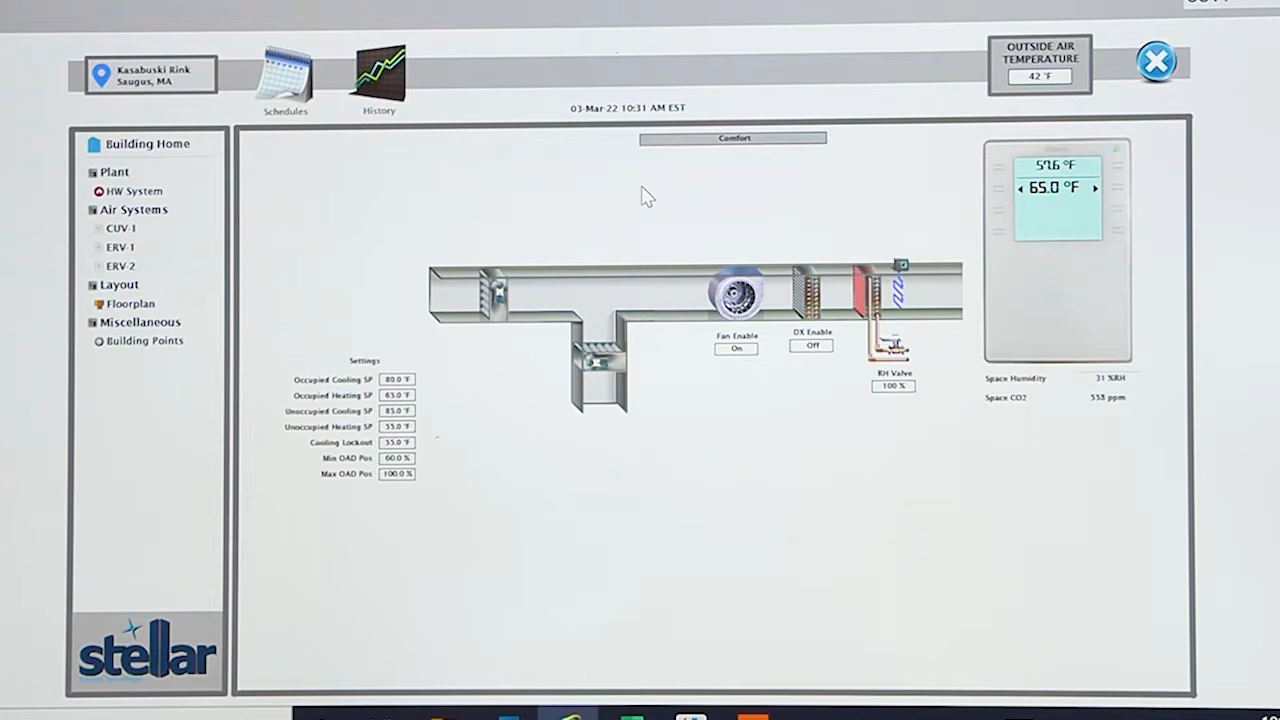 Kasabuski Rink
Saugus, MA
Schedules
History
03-Mar-22 10:31 AM EST
OUTSIDE AIR
TEMPERATURE
42 °F
Building Home
Plant
HW System
Air Systems
CUV-1
ERV-1
ERV-2
Layout
Floorplan
Miscellaneous
Building Points
stellar
Comfort
57.6 °F
65.0 °F
Space Humidity 31 %RH
Space CO2 558 ppm
Fan Enable
On
DX Enable
Off
RH Valve
100 %
Settings
Occupied Cooling SP 80.0 °F
Occupied Heating SP 65.0 °F
Unoccupied Cooling SP 85.0 °F
Unoccupied Heating SP 55.0 °F
Cooling Lockout 55.0 °F
Min OAD Pos 60.0 %
Max OAD Pos 100.0 %